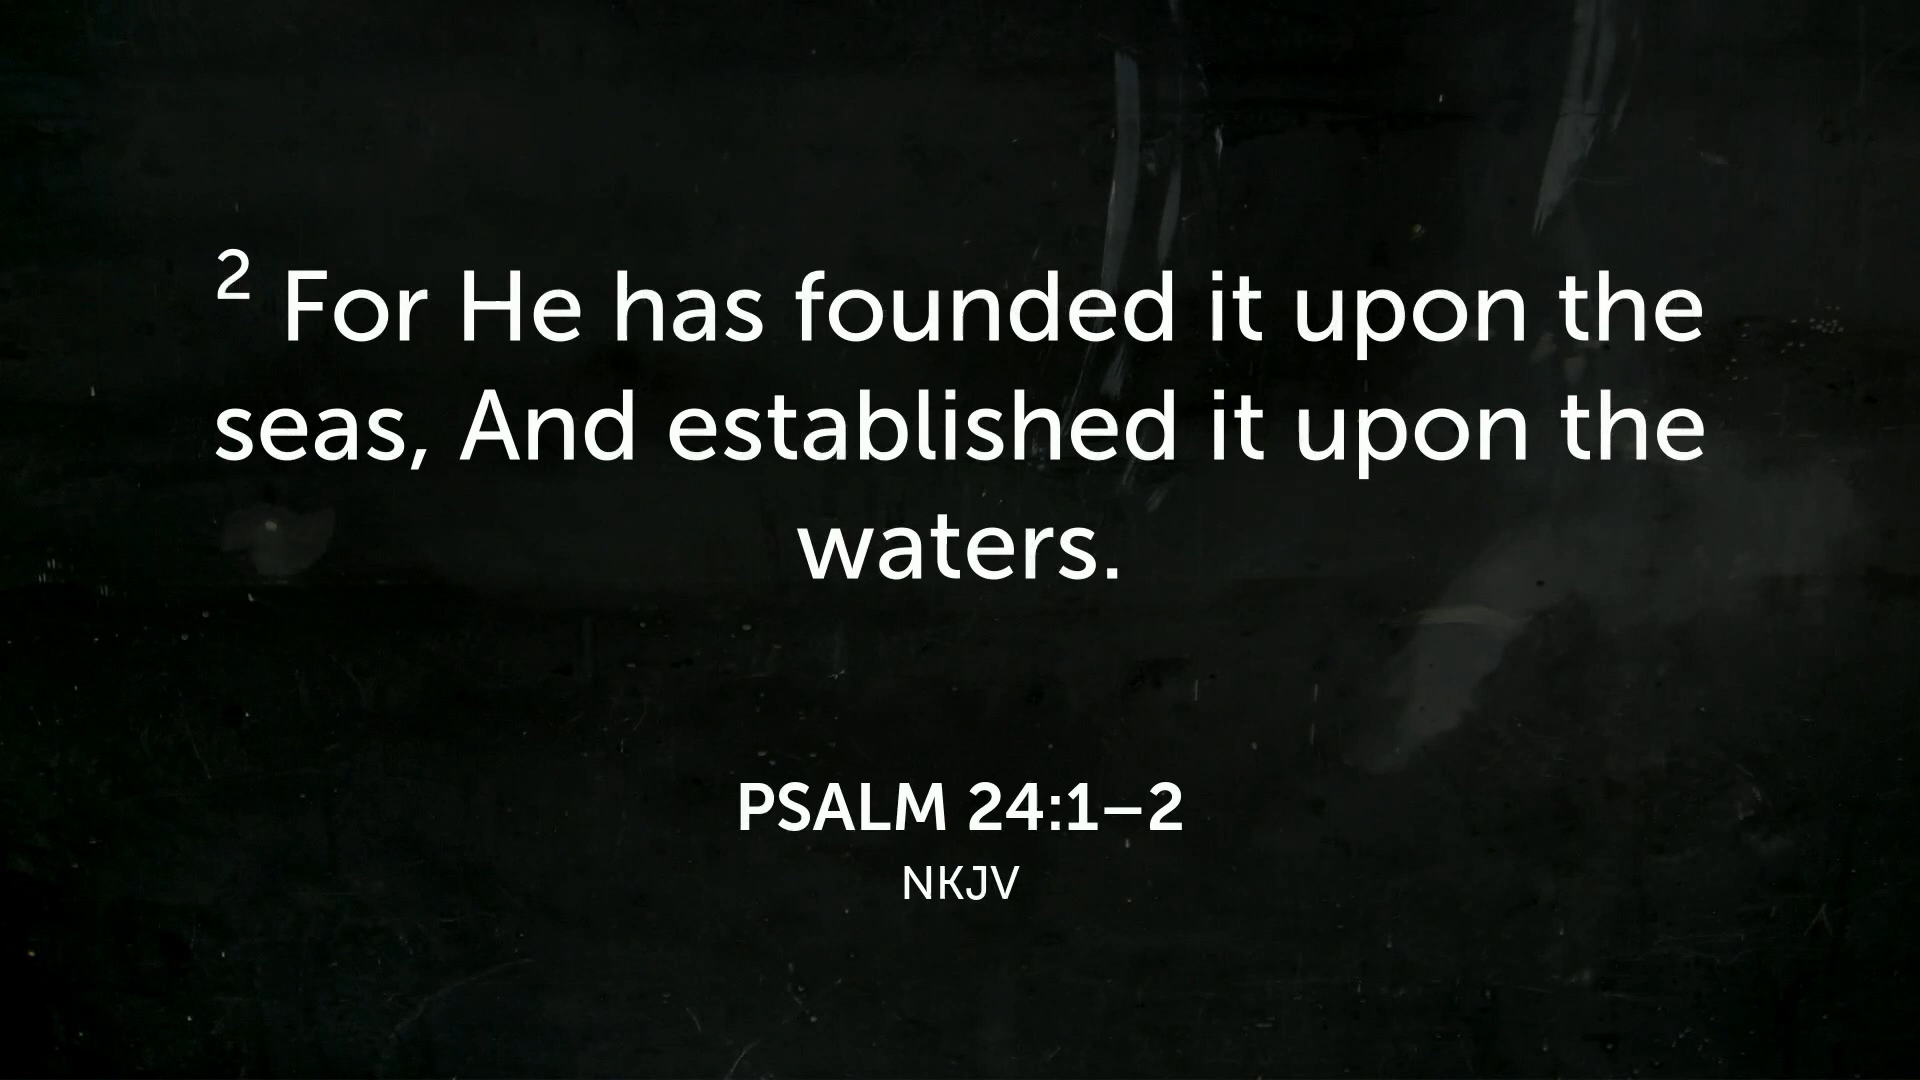 2 For He has founded it upon the
seas, And established it upon the
waters.
PSALM 24:1–2
NKJV